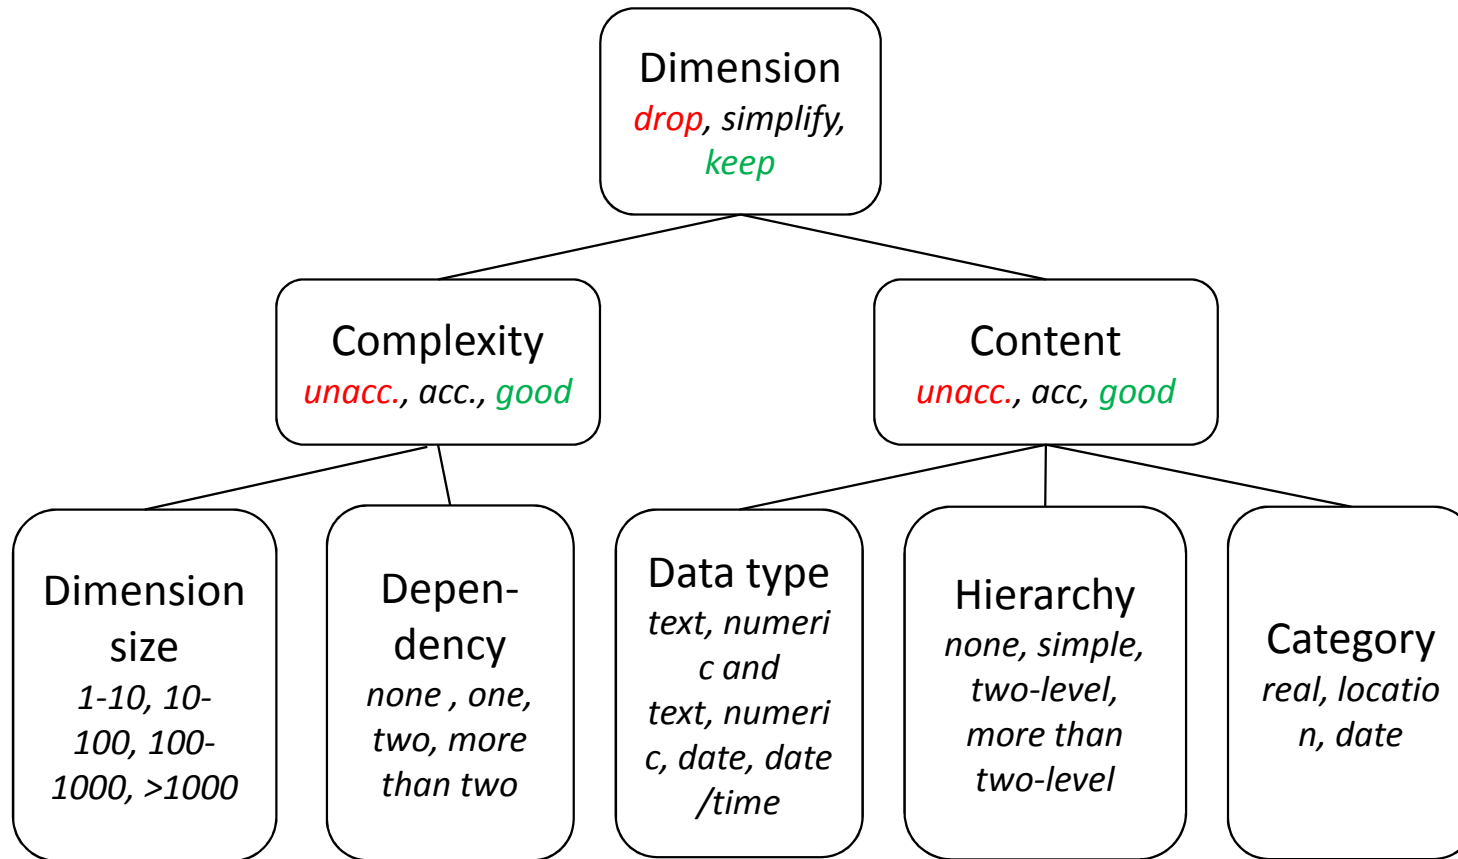 Dimension
drop, simplify,
keep
Complexity
unacc., acc., good
Content
unacc., acc, good
Dimension
size
1-10, 10-
100, 100-
1000, >1000
Depen-
dency
none , one,
two, more
than two
Data type
text, numeri
c and
text, numeri
c, date, date
/time
Hierarchy
none, simple,
two-level,
more than
two-level
Category
real, locatio
n, date